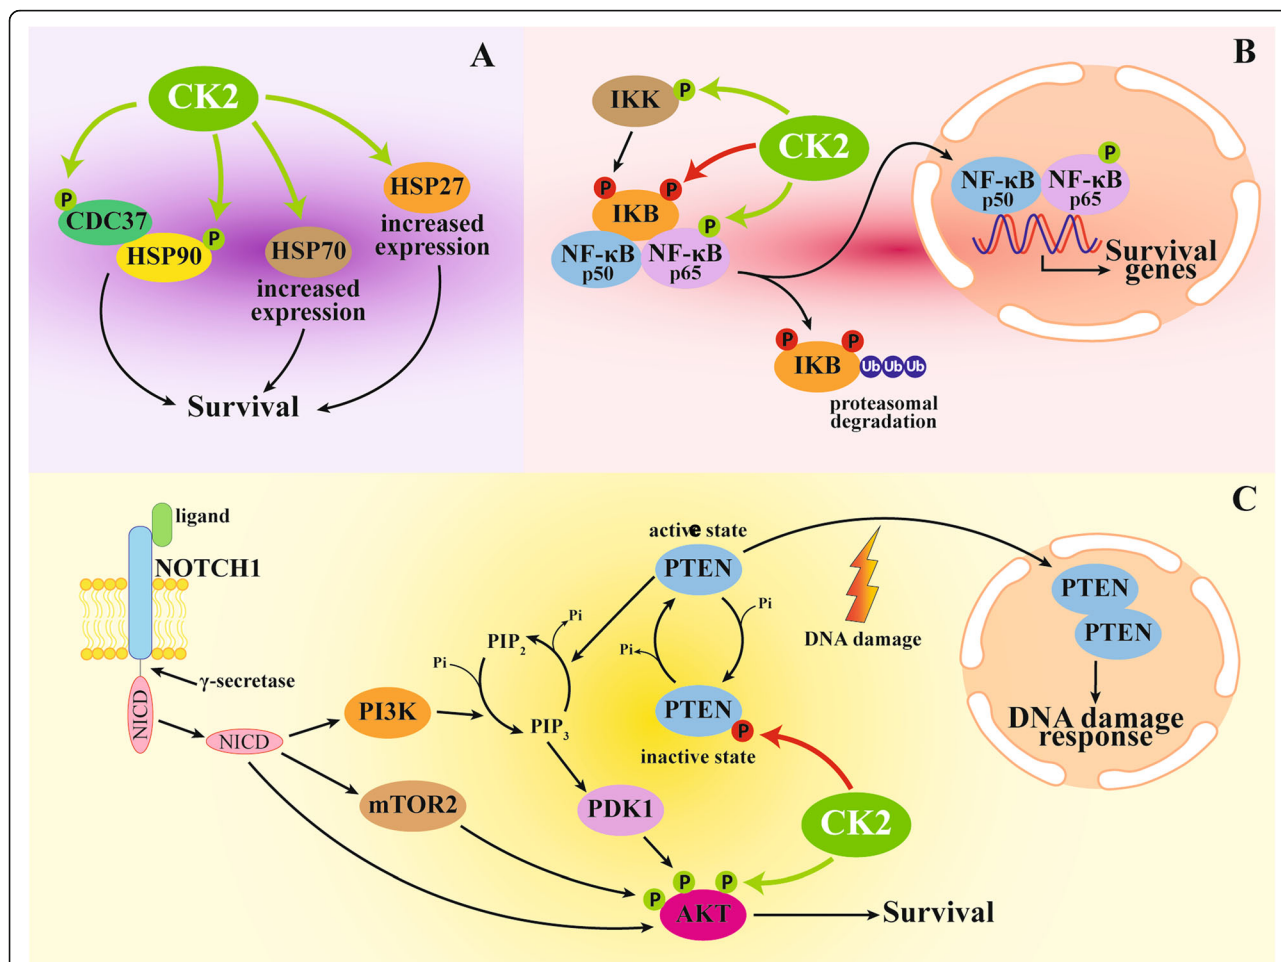 A
CK2
P
CDC37
HSP90
P
HSP70
increased
expression
HSP27
increased
expression
Survival
B
IKK
P
CK2
P
P
IKB
P
NF-κB
p50
NF-κB
p65
P
P
IKB
Ub Ub Ub
proteasomal
degradation
P
NF-κB
p50
NF-κB
p65
Survival
genes
C
ligand
NOTCH1
γ-secretase
NICD
NICD
PI3K
mTOR2
PIP2
Pi
Pi
PIP3
PDK1
active state
PTEN
Pi
Pi
PTEN
P
inactive state
DNA damage
PTEN
PTEN
DNA damage
response
CK2
P
P
P
AKT
Survival